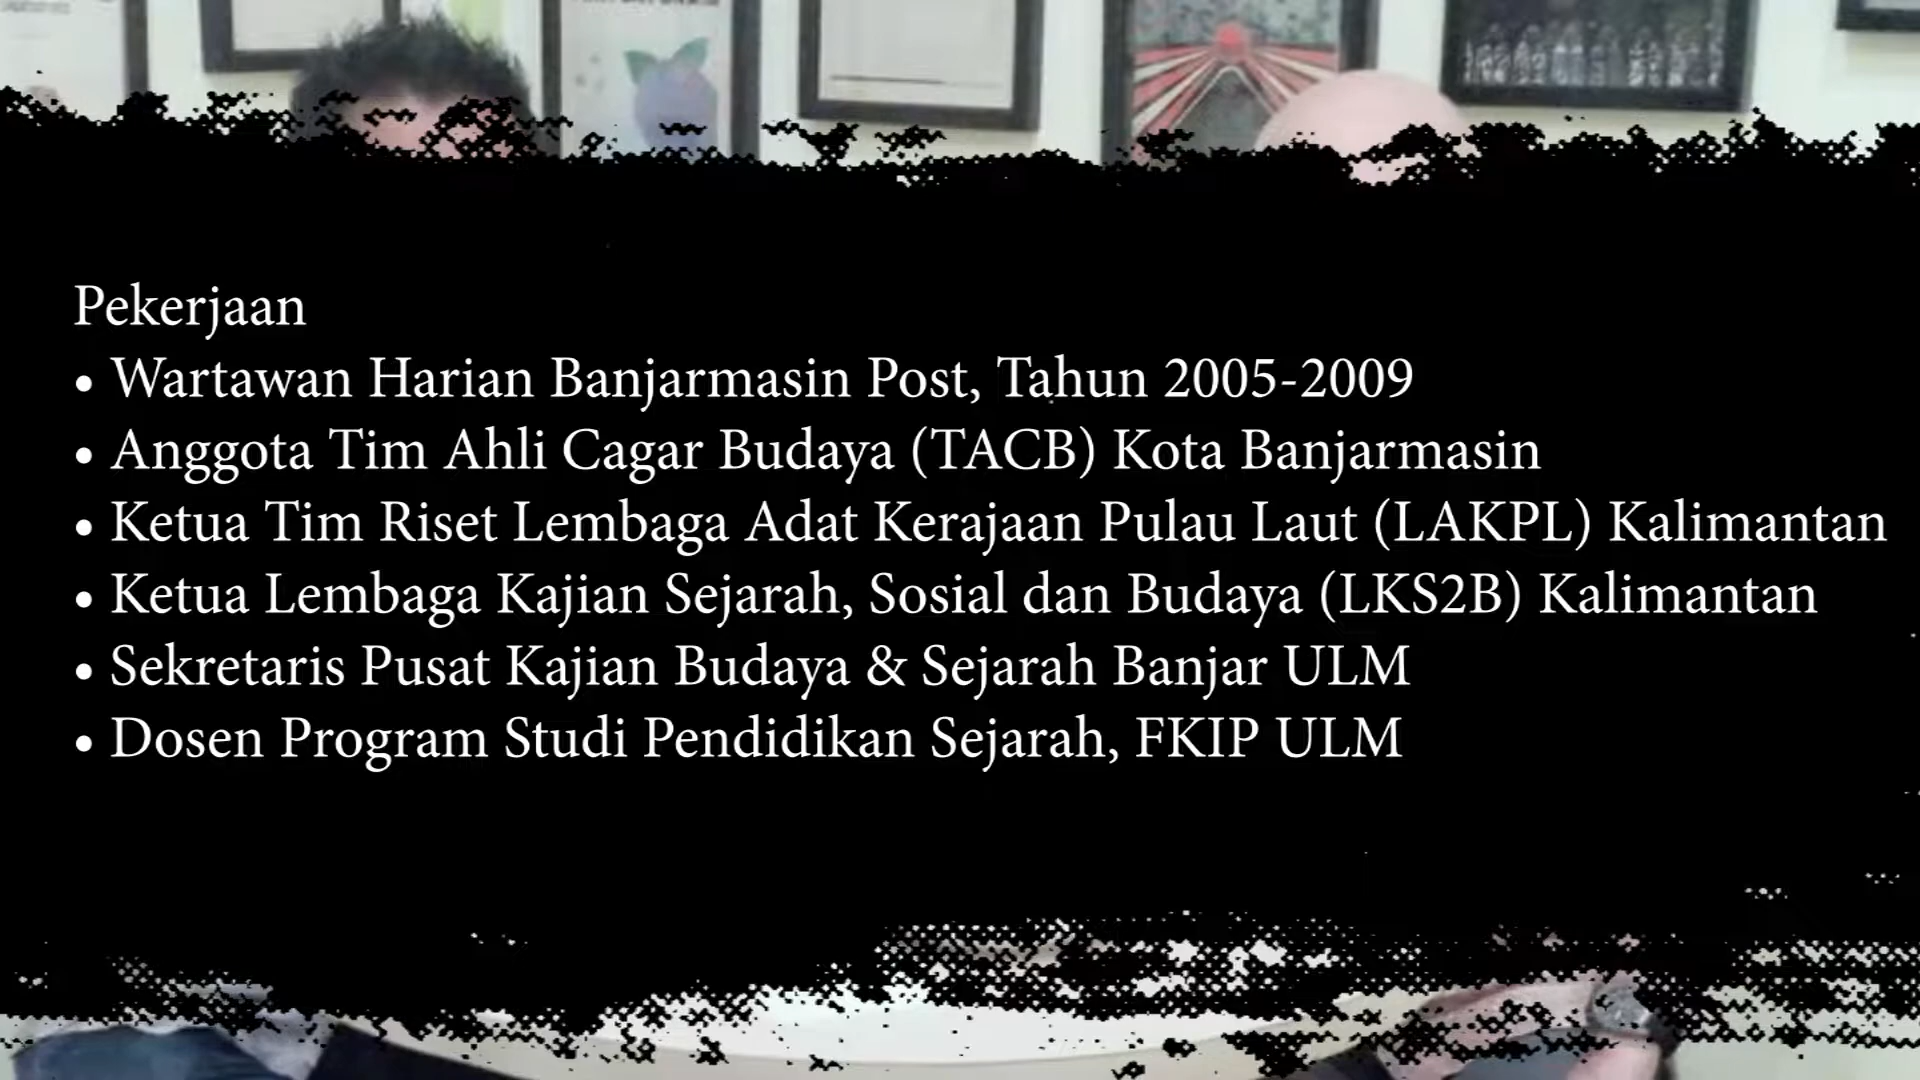 Pekerjaan
• Wartawan Harian Banjarmasin Post, Tahun 2005-2009
• Anggota Tim Ahli Cagar Budaya (TACB) Kota Banjarmasin
• Ketua Tim Riset Lembaga Adat Kerajaan Pulau Laut (LAKPL) Kalimantan
• Ketua Lembaga Kajian Sejarah, Sosial dan Budaya (LKS2B) Kalimantan
• Sekretaris Pusat Kajian Budaya & Sejarah Banjar ULM
• Dosen Program Studi Pendidikan Sejarah, FKIP ULM